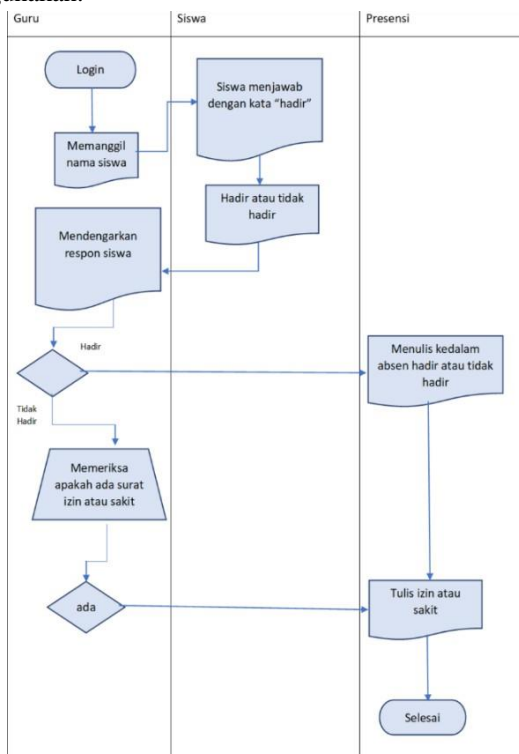 Guru
Siswa
Presensi
Login
Siswa menjawab
dengan kata “hadir”
Memanggil
nama siswa
Hadir atau tidak
hadir
Mendengarkan
respon siswa
Hadir
Menulis kedalam
absen hadir atau tidak
hadir
Tidak
Hadir
Memeriksa
apakah ada surat
izin atau sakit
ada
Tulis izin atau
sakit
Selesai